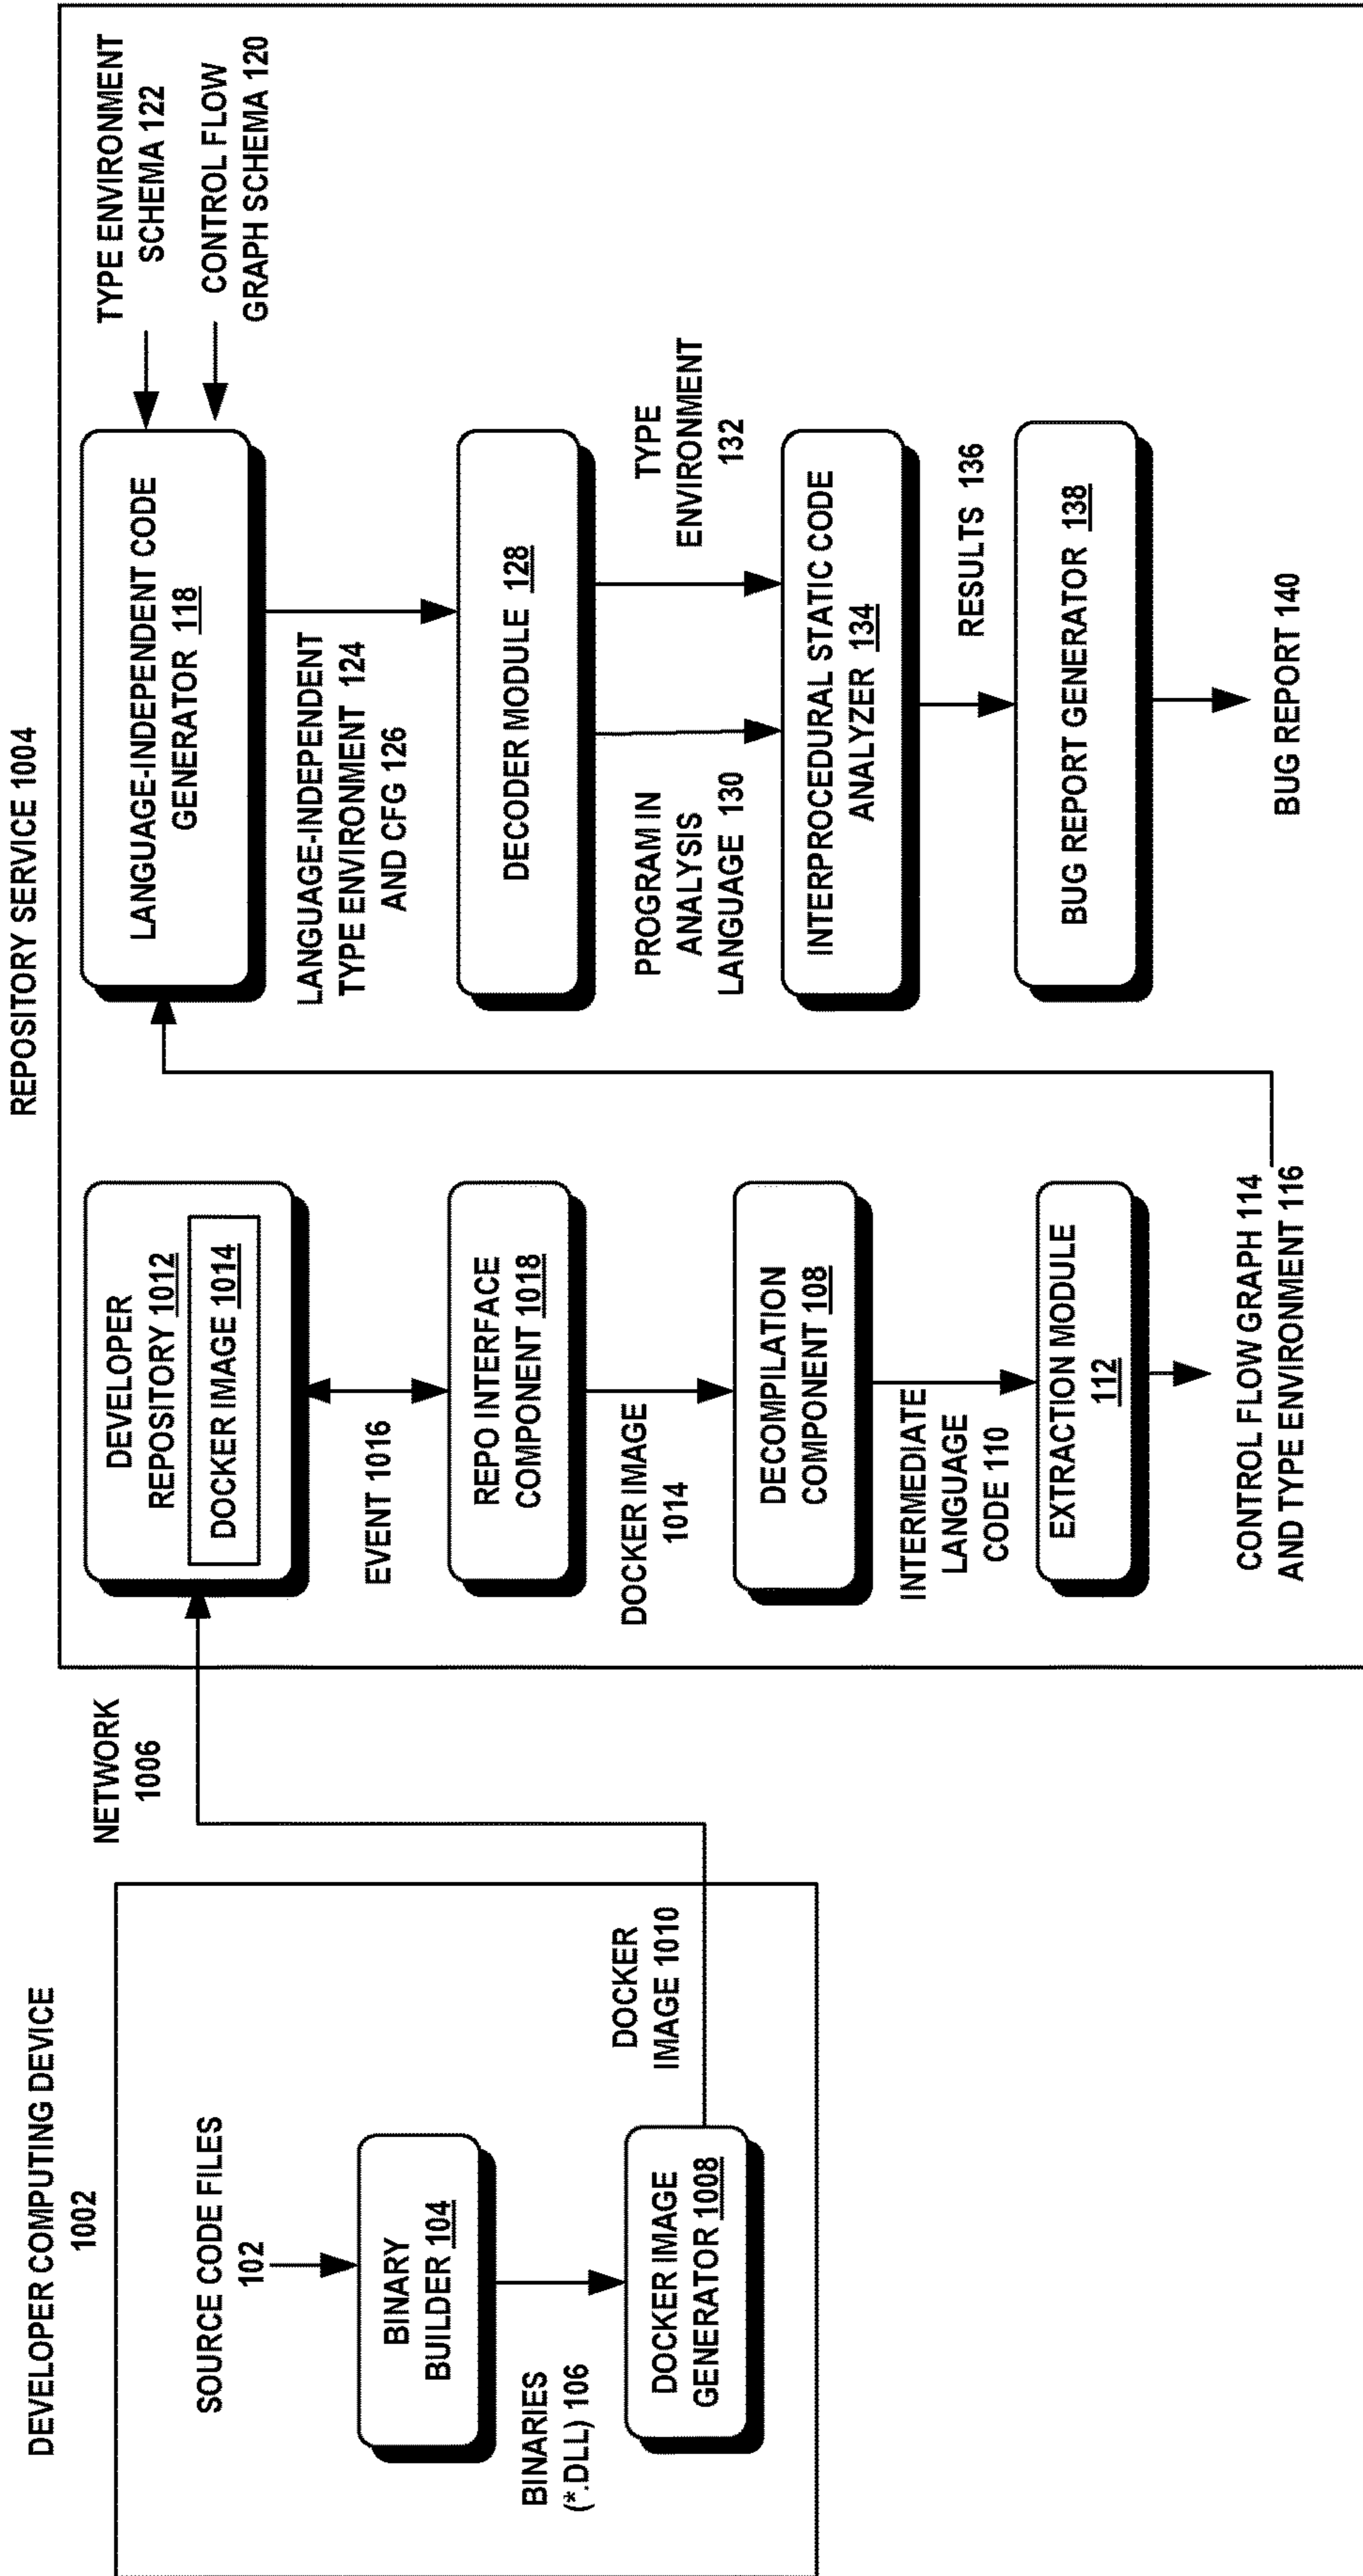 DEVELOPER COMPUTING DEVICE
1002
SOURCE CODE FILES
102
BINARY
BUILDER 104
BINARIES
(*.DLL) 106
DOCKER IMAGE
GENERATOR 1008
DOCKER
IMAGE 1010
NETWORK
1006
REPOSITORY SERVICE 1004
DEVELOPER
REPOSITORY 1012
DOCKER IMAGE 1014
EVENT 1016
REPO INTERFACE
COMPONENT 1018
DOCKER IMAGE
1014
DECOMPILATION
COMPONENT 108
INTERMEDIATE
LANGUAGE
CODE 110
EXTRACTION MODULE
112
CONTROL FLOW GRAPH 114
AND TYPE ENVIRONMENT 116
TYPE ENVIRONMENT
SCHEMA 122
CONTROL FLOW
GRAPH SCHEMA 120
LANGUAGE-INDEPENDENT CODE
GENERATOR 118
LANGUAGE-INDEPENDENT
TYPE ENVIRONMENT 124
AND CFG 126
DECODER MODULE 128
PROGRAM IN
ANALYSIS
LANGUAGE 130
TYPE
ENVIRONMENT
132
INTERPROCEDURAL STATIC CODE
ANALYZER 134
RESULTS 136
BUG REPORT GENERATOR 138
BUG REPORT 140